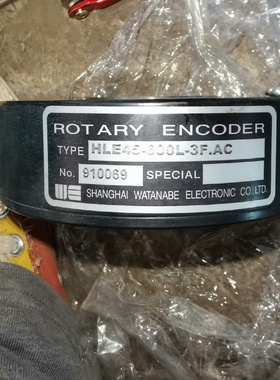 ROTARY ENCODER
TYPE HLE45-600L-3F.AC
No. 910069 SPECIAL
SHANGHAI WATANABE ELECTRONIC CO.LTD.